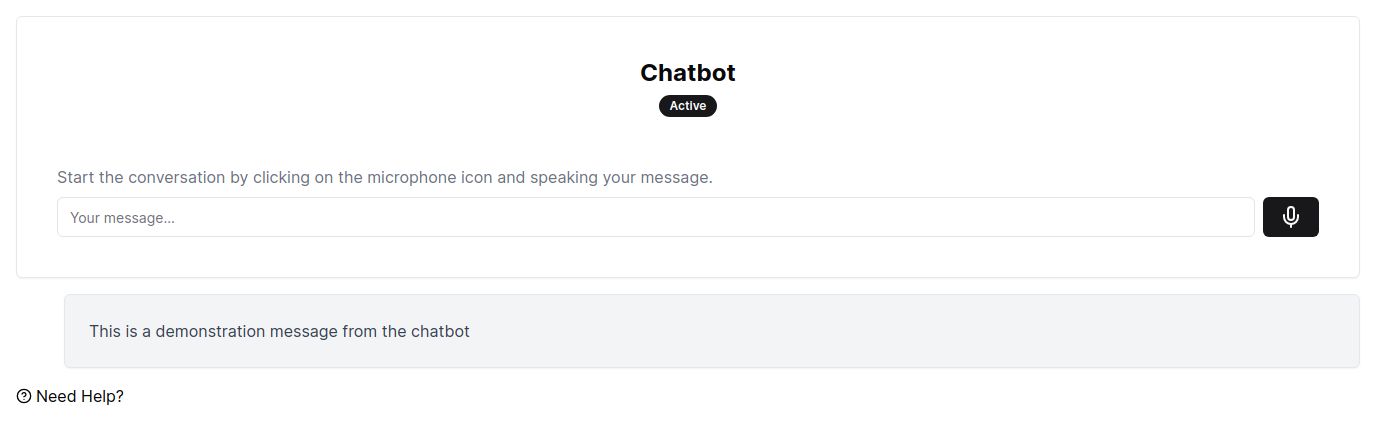 Chatbot
Active
Start the conversation by clicking on the microphone icon and speaking your message.
Your message...
This is a demonstration message from the chatbot
Need Help?